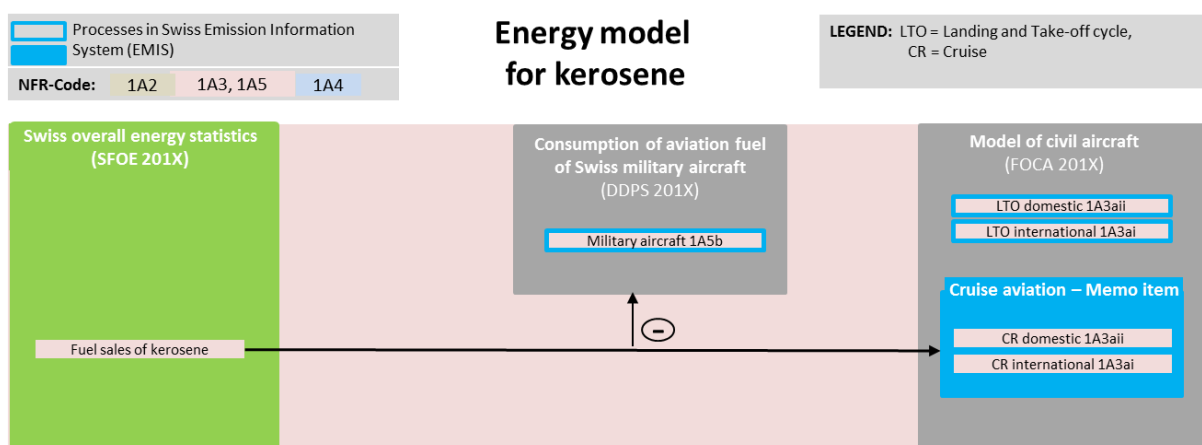 Processes in Swiss Emission Information
System (EMIS)
NFR-Code: 1A2 1A3, 1A5 1A4
Energy model
for kerosene
LEGEND: LTO = Landing and Take-off cycle,
CR = Cruise
Swiss overall energy statistics
(SFOE 201X)
Fuel sales of kerosene
Consumption of aviation fuel
of Swiss military aircraft
(DDPS 201X)
Military aircraft 1A5b
-
Model of civil aircraft
(FOCA 201X)
LTO domestic 1A3aii
LTO international 1A3ai
Cruise aviation – Memo item
CR domestic 1A3aii
CR international 1A3ai